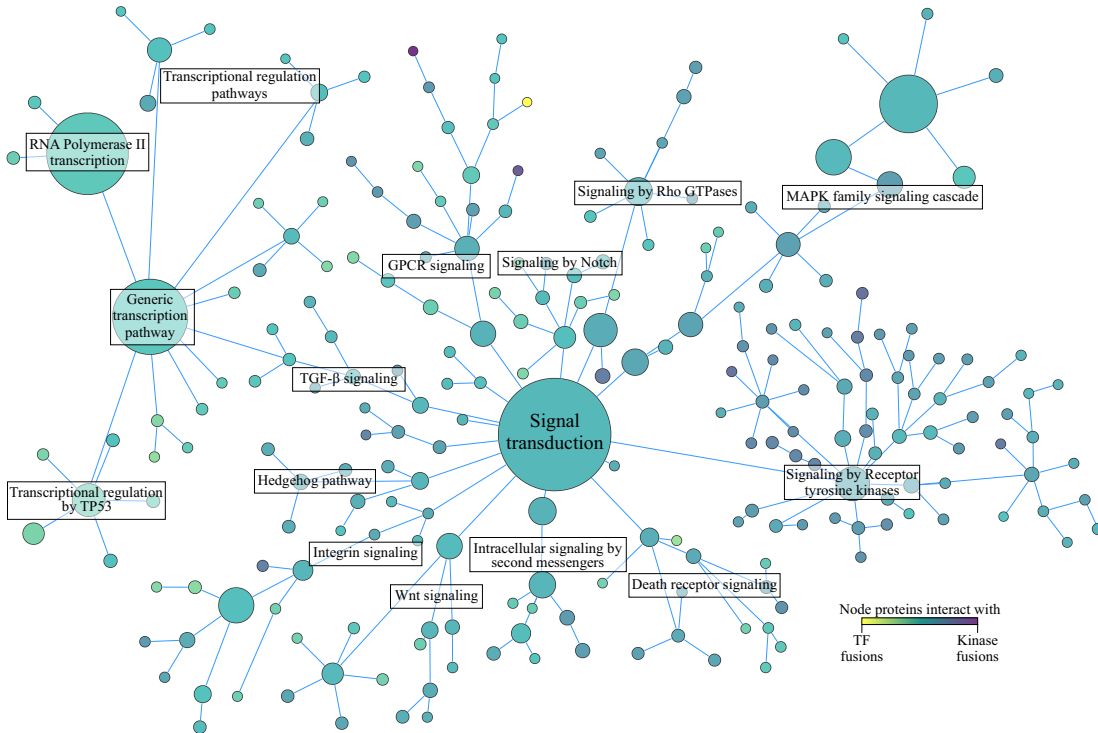 Transcriptional regulation
pathways
RNA Polymerase II
transcription
Signaling by Rho GTPases
MAPK family signaling cascade
GPCR signaling
Signaling by Notch
Generic
transcription
pathway
TGF-β signaling
Signal
transduction
Hedgehog pathway
Signaling by Receptor
tyrosine kinases
Transcriptional regulation
by TP53
Integrin signaling
Intracellular signaling by
second messengers
Death receptor signaling
Wnt signaling
Node proteins interact with
TF
fusions
Kinase
fusions